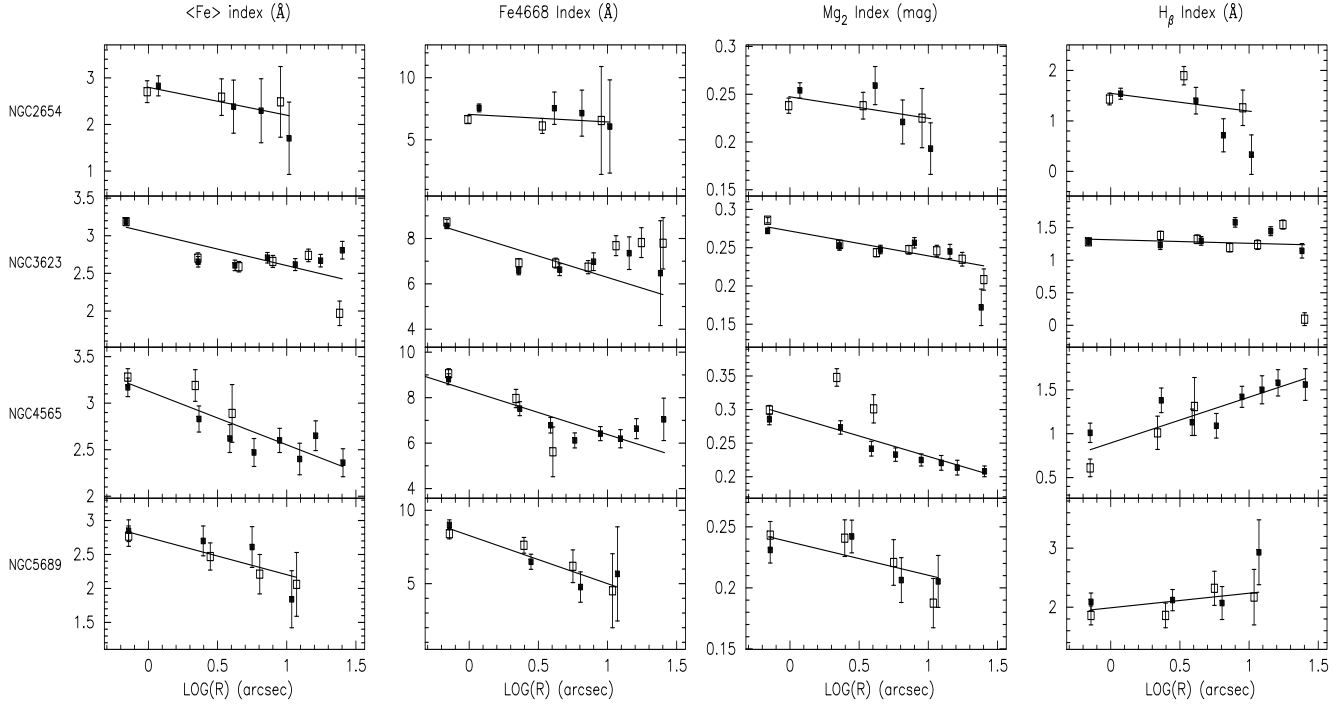 <Fe> index (Å) Fe4668 Index (Å) Mg2 Index (mag) Hβ Index (Å)
NGC2654
3 2 1
10 5
0.3 0.25 0.2 0.15
2 1 0
NGC3623
3.5 3 2.5 2 1.5
8 6 4
0.3 0.25 0.2 0.15
1.5 1 0.5 0
NGC4565
3.5 3 2.5 2
10 8 6 4
0.35 0.3 0.25 0.2
1.5 1 0.5
NGC5689
3 2.5 2 1.5
10 5
0.25 0.2 0.15
3 2
0 0.5 1 1.5 0 0.5 1 1.5 0 0.5 1 1.5 0 0.5 1 1.5
LOG(R) (arcsec) LOG(R) (arcsec) LOG(R) (arcsec) LOG(R) (arcsec)